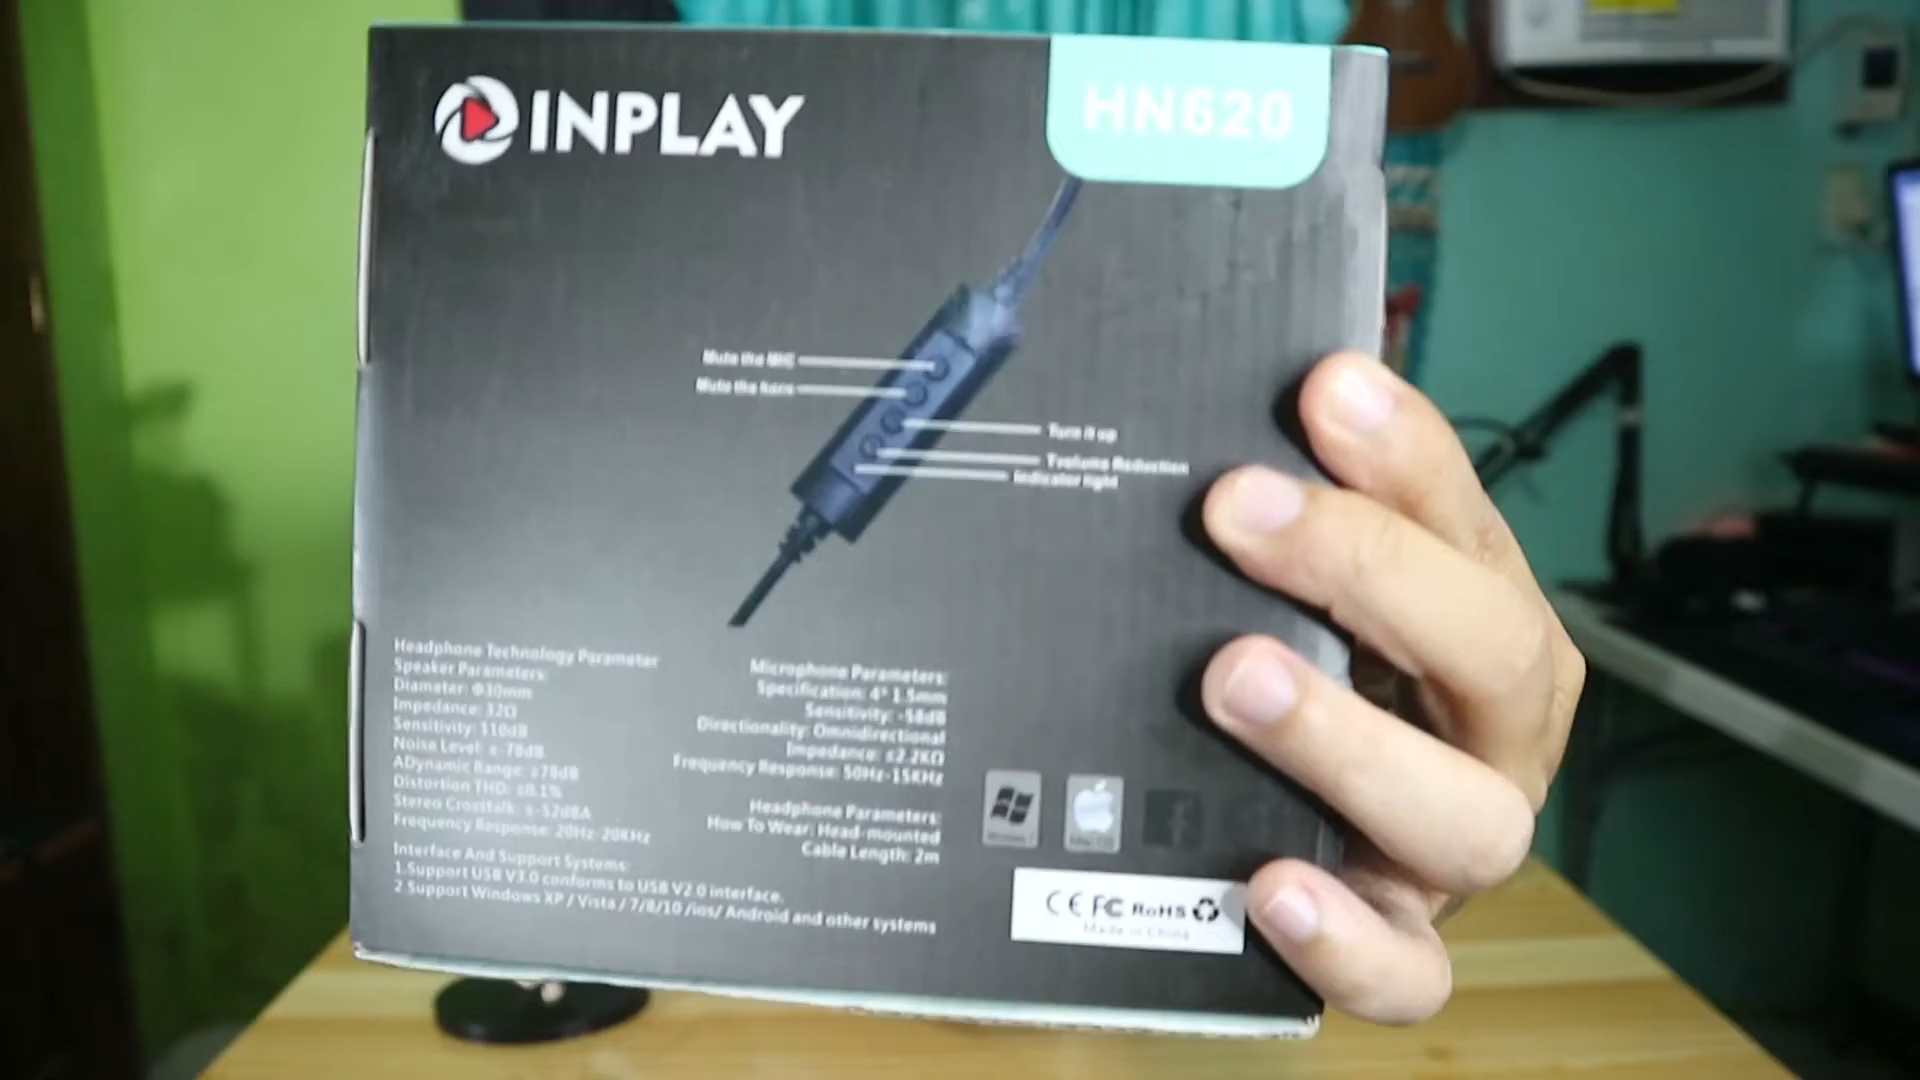 INPLAY
HN620
Mute the MIC
Mute the
Turn it up
Tvolume Reduction
Indicator light
Headphone Technology Parameter
Speaker Parameters:
Diameter: Φ30mm
Impedance: 32Ω
Sensitivity: 110dB
Noise Level: ≤-78dB
ADynamic Range: ≥78dB
Distortion THD: ≤0.1%
Stereo Crosstalk: ≤-52dBA
Frequency Response: 20Hz-20KHz
Microphone Parameters:
Specification: 4* 1.5mm
Sensitivity: -58dB
Directionality: Omnidirectional
Impedance: ≤2.2KΩ
Frequency Response: 50Hz-15KHz
Headphone Parameters:
How To Wear: Head-mounted
Cable Length: 2m
Interface And Support Systems:
1.Support USB V3.0 conforms to USB V2.0 interface.
2.Support Windows XP / Vista / 7/8/10 /ios/ Android and other systems
CE FC RoHS
Made in China